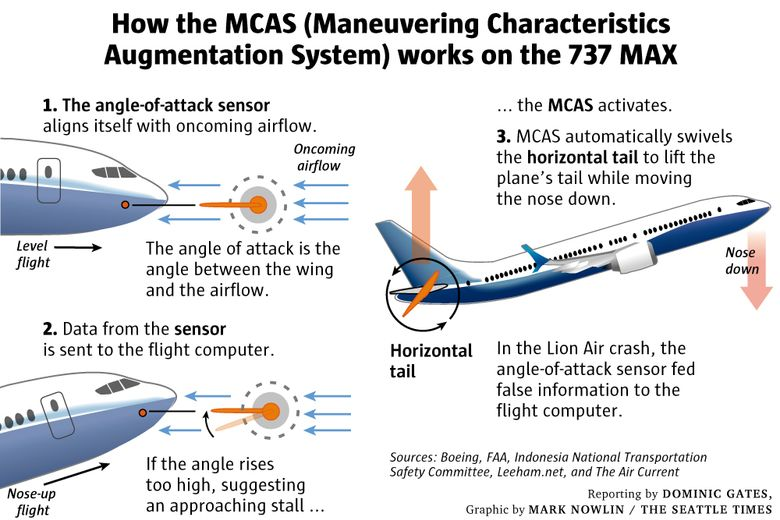 How the MCAS (Maneuvering Characteristics
Augmentation System) works on the 737 MAX
1. The angle-of-attack sensor
aligns itself with oncoming airflow.
Oncoming
airflow
Level
flight
The angle of attack is the
angle between the wing
and the airflow.
2. Data from the sensor
is sent to the flight computer.
Nose-up
flight
If the angle rises
too high, suggesting
an approaching stall ...
... the MCAS activates.
3. MCAS automatically swivels
the horizontal tail to lift the
plane’s tail while moving
the nose down.
Nose
down
Horizontal
tail
In the Lion Air crash, the
angle-of-attack sensor fed
false information to the
flight computer.
Sources: Boeing, FAA, Indonesia National Transportation
Safety Committee, Leeham.net, and The Air Current
Reporting by DOMINIC GATES,
Graphic by MARK NOWLIN / THE SEATTLE TIMES